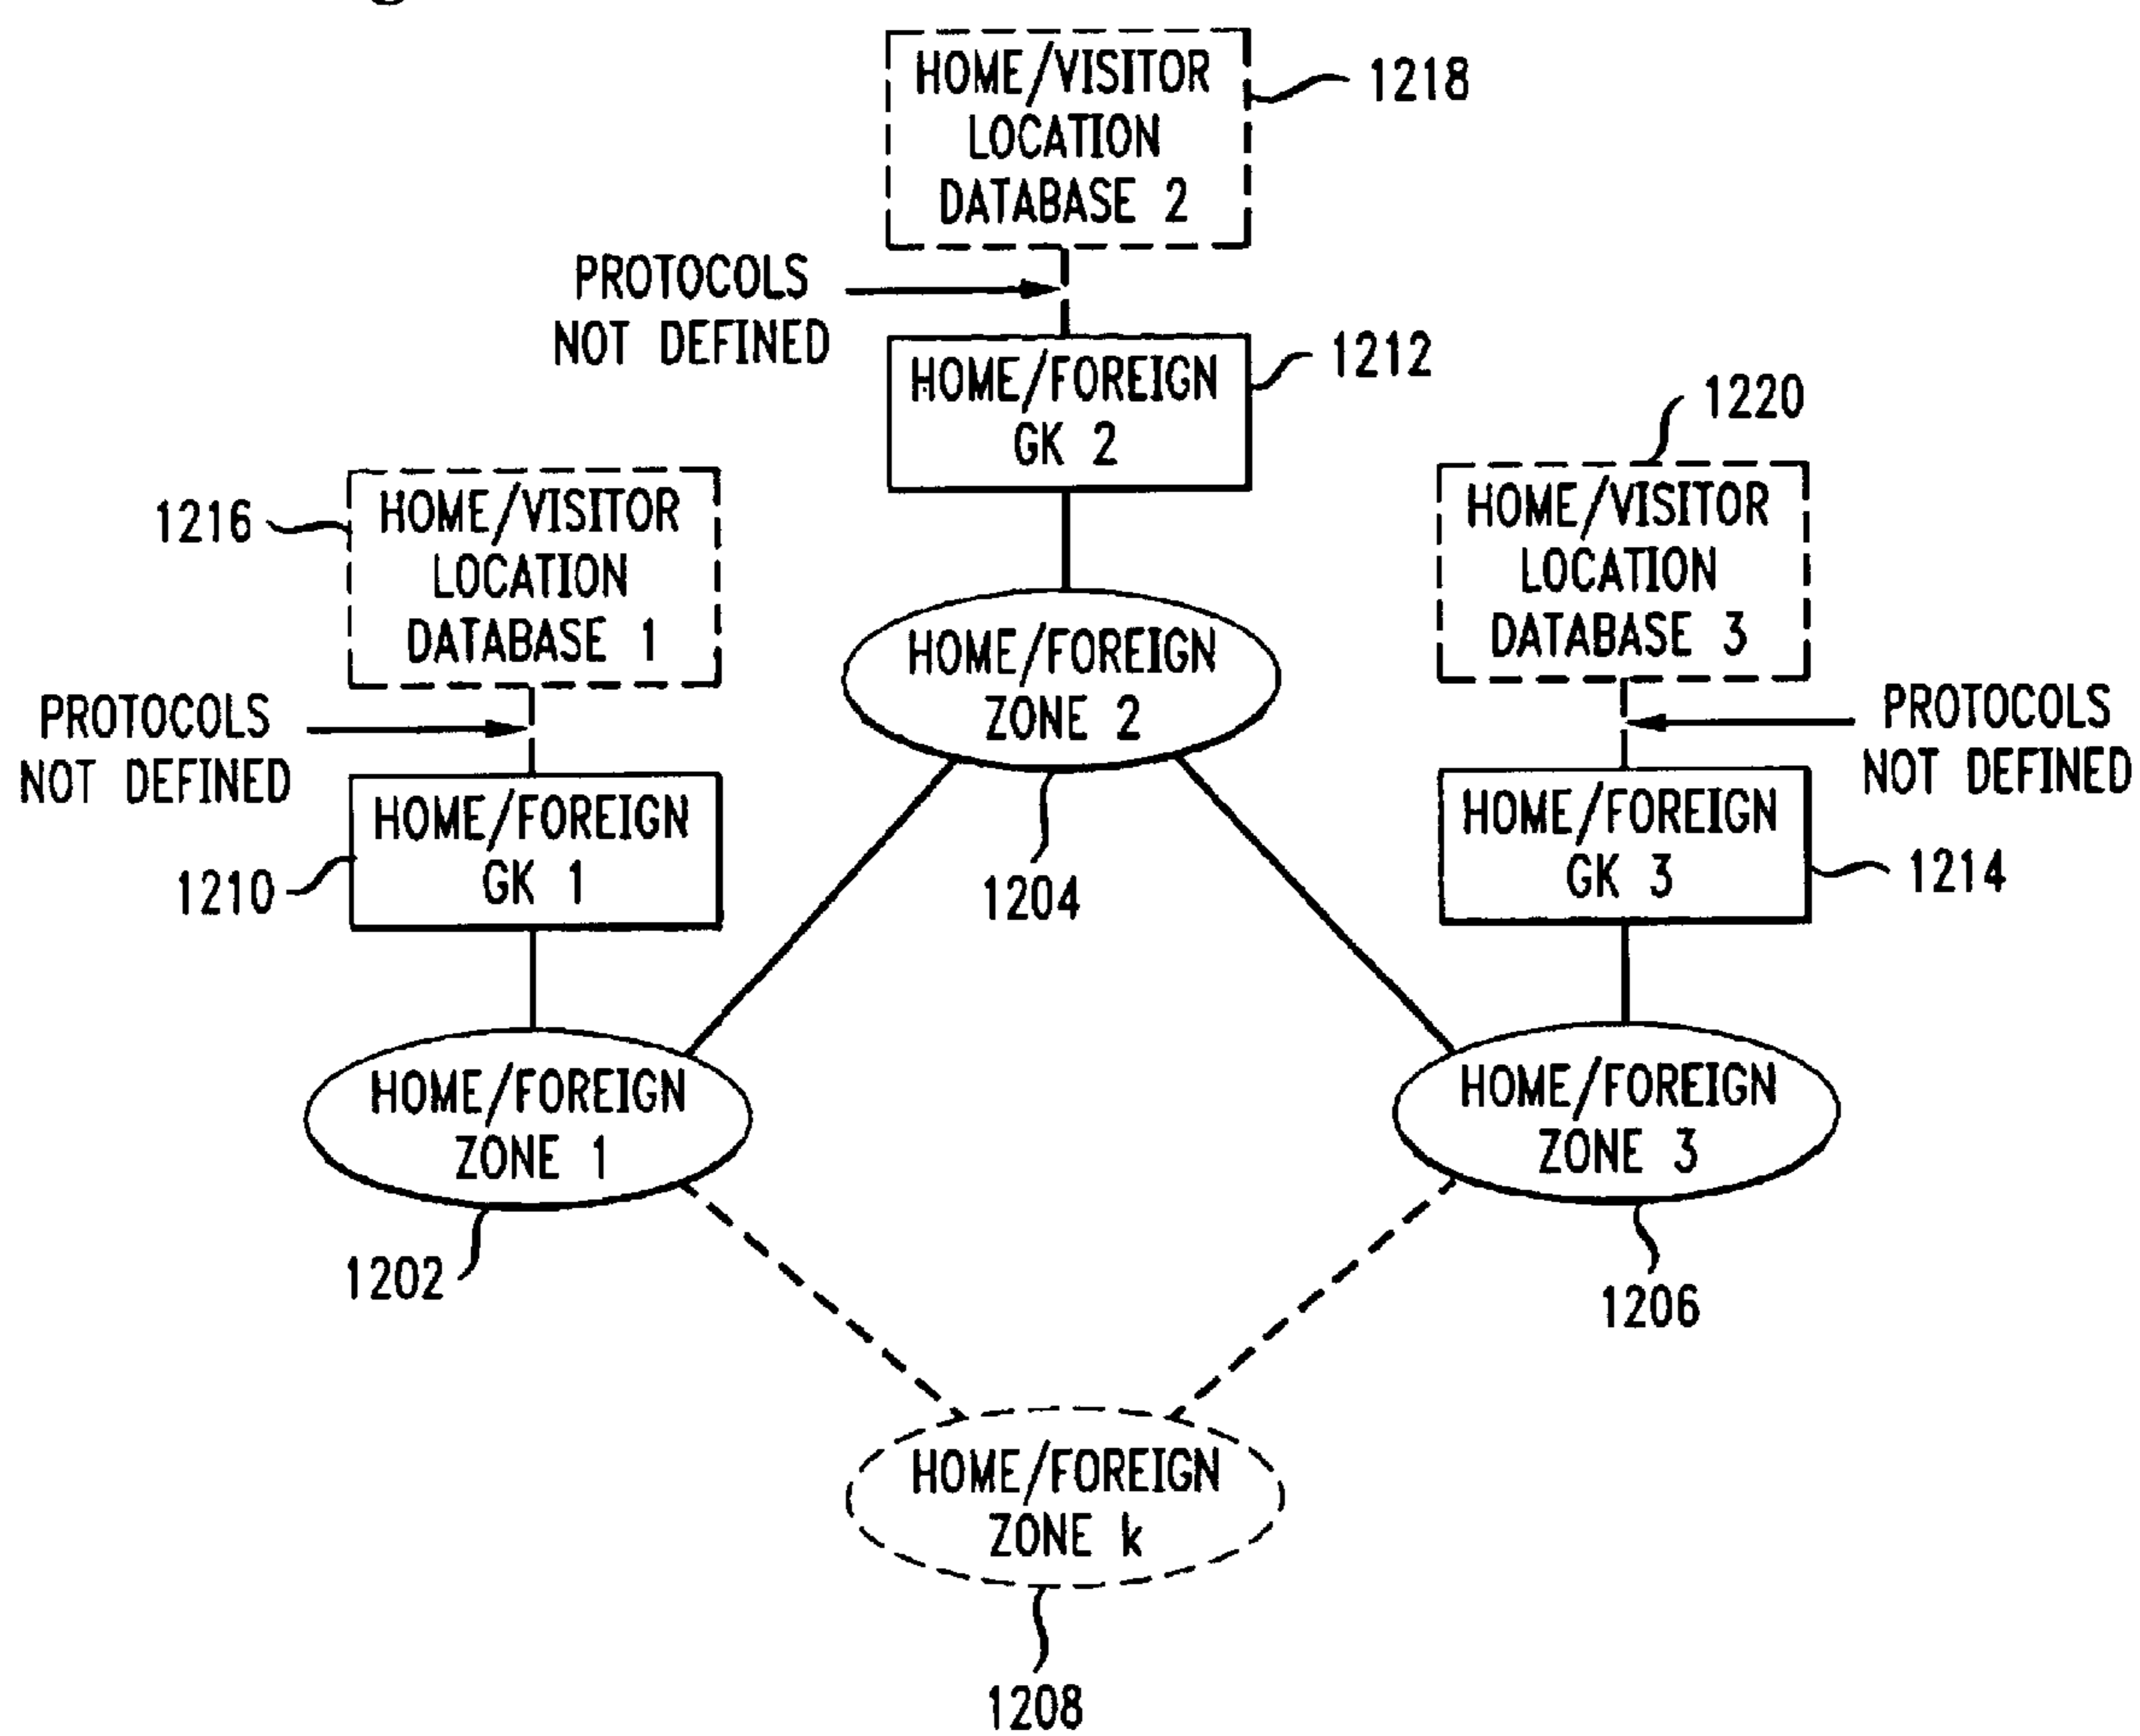 HOME/VISITOR
LOCATION
DATABASE 2
1218
PROTOCOLS
NOT DEFINED
HOME/FOREIGN
GK 2
1212
1220
HOME/VISITOR
LOCATION
DATABASE 1
1216
HOME/VISITOR
LOCATION
DATABASE 3
HOME/FOREIGN
ZONE 2
1204
PROTOCOLS
NOT DEFINED
PROTOCOLS
NOT DEFINED
HOME/FOREIGN
GK 1
1210
HOME/FOREIGN
GK 3
1214
HOME/FOREIGN
ZONE 1
1202
HOME/FOREIGN
ZONE 3
1206
HOME/FOREIGN
ZONE k
1208